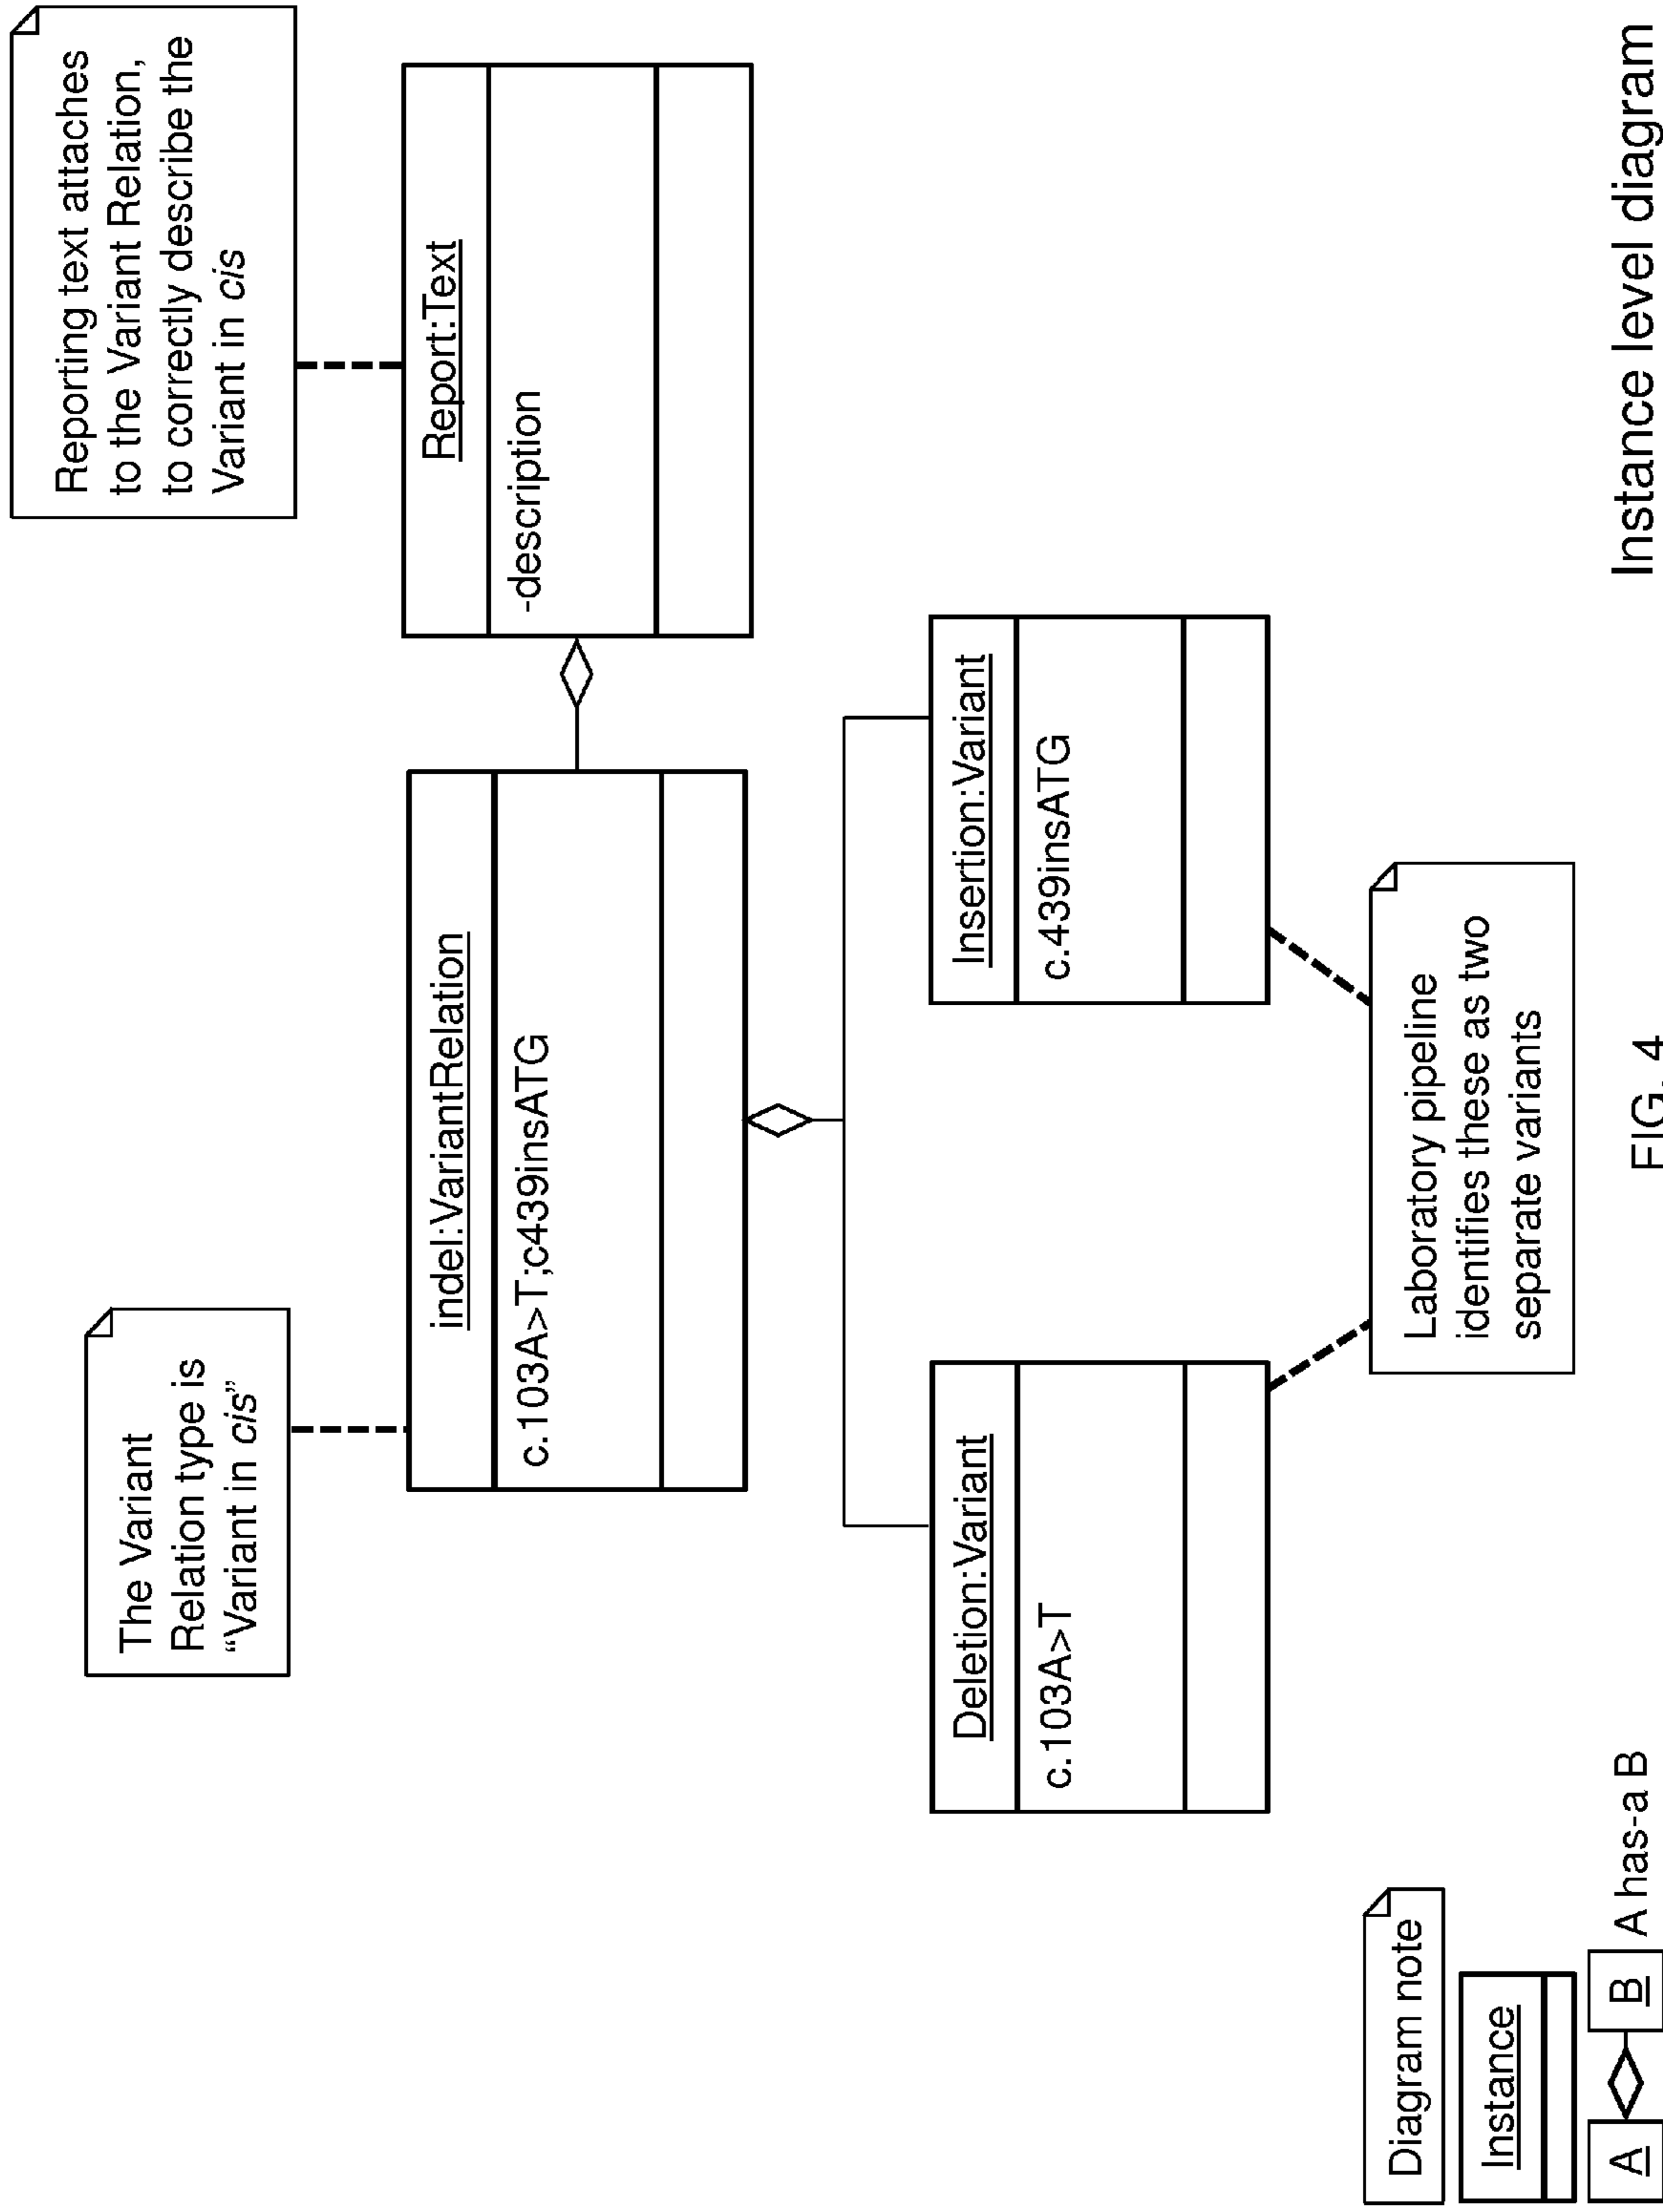 The Variant
Relation type is
“Variant in cis”
Reporting text attaches
to the Variant Relation,
to correctly describe the
Variant in cis
indel:VariantRelation
c.103A>T;c439insATG
Report:Text
-description
Deletion:Variant
c.103A>T
Insertion:Variant
c.439insATG
Laboratory pipeline
identifies these as two
separate variants
Diagram note
Instance
A
B
A has-a B
FIG. 4
Instance level diagram